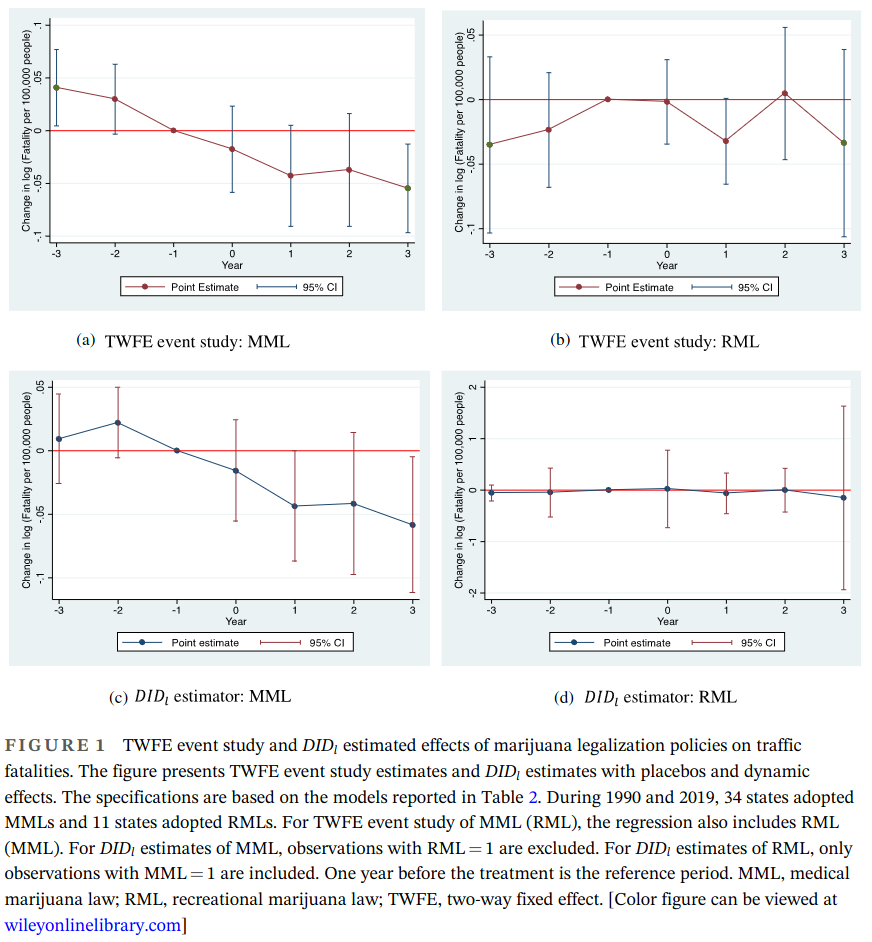 Change in log (Fatality per 100,000 people)
.1
.05
0
-.05
-.1
-3 -2 -1 0 1 2 3
Year
Point Estimate 95% CI
(a) TWFE event study: MML
Change in log (Fatality per 100,000 people)
.05
0
-.05
-.1
-3 -2 -1 0 1 2 3
Year
Point Estimate 95% CI
(b) TWFE event study: RML
Change in log (Fatality per 100,000 people)
.05
0
-.05
-.1
-3 -2 -1 0 1 2 3
Year
Point estimate 95% CI
(c) DIDₗ estimator: MML
Change in log (Fatality per 100,000 people)
2
1
0
-1
-2
-3 -2 -1 0 1 2 3
Year
Point estimate 95% CI
(d) DIDₗ estimator: RML
FIGURE 1 TWFE event study and DIDₗ estimated effects of marijuana legalization policies on traffic
fatalities. The figure presents TWFE event study estimates and DIDₗ estimates with placebos and dynamic
effects. The specifications are based on the models reported in Table 2. During 1990 and 2019, 34 states adopted
MMLs and 11 states adopted RMLs. For TWFE event study of MML (RML), the regression also includes RML
(MML). For DIDₗ estimates of MML, observations with RML = 1 are excluded. For DIDₗ estimates of RML, only
observations with MML = 1 are included. One year before the treatment is the reference period. MML, medical
marijuana law; RML, recreational marijuana law; TWFE, two-way fixed effect. [Color figure can be viewed at
wileyonlinelibrary.com]